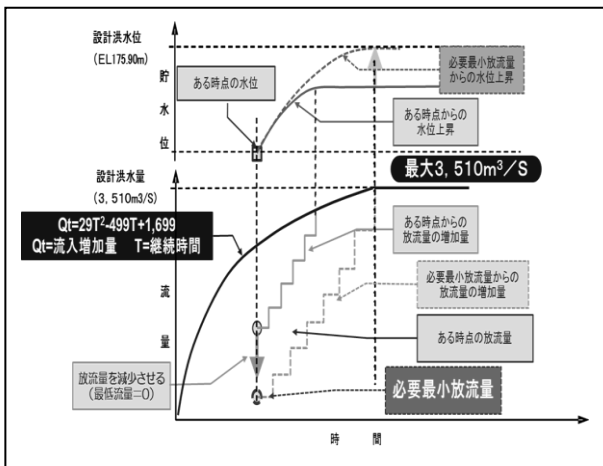 設計洪水位
(EL175.90m)
貯水位
ある時点の水位
必要最小放流量
からの水位上昇
ある時点からの
水位上昇
設計洪水量
(3,510m3/S)
最大3,510m³/S
Qt=29T²-499T+1,699
Qt=流入増加量 T=継続時間
ある時点からの
放流量の増加量
必要最小放流量からの
放流量の増加量
流量
ある時点の放流量
放流量を減少させる
(最低流量=0)
必要最小放流量
時間